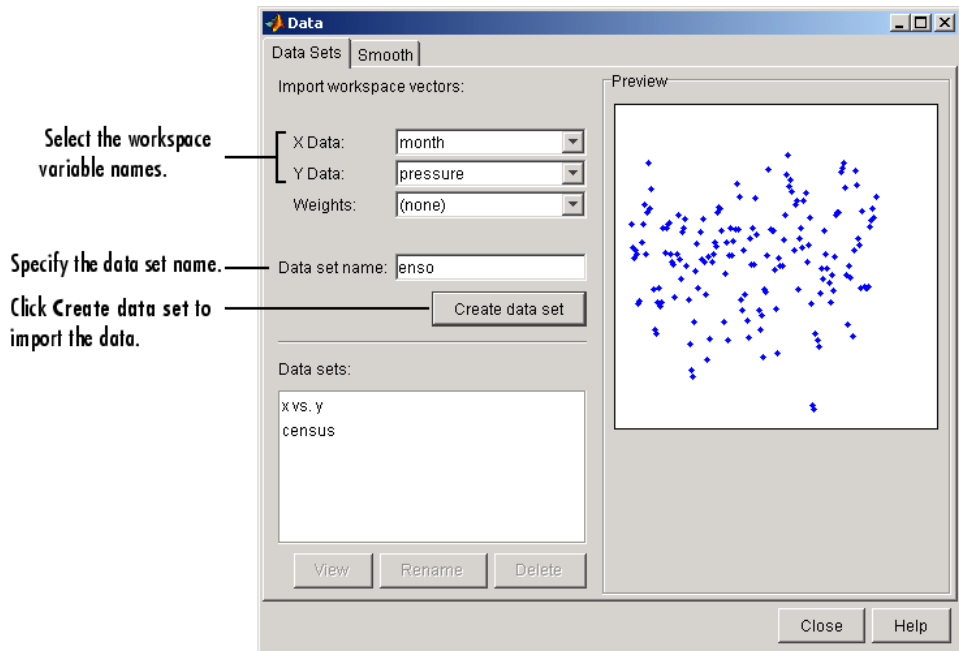 Data
Data Sets
Smooth
Import workspace vectors:
Preview
Select the workspace
variable names.
X Data:
month
Y Data:
pressure
Weights:
(none)
Specify the data set name.
Data set name:
enso
Click Create data set to
import the data.
Create data set
Data sets:
x vs. y
census
View
Rename
Delete
Close
Help